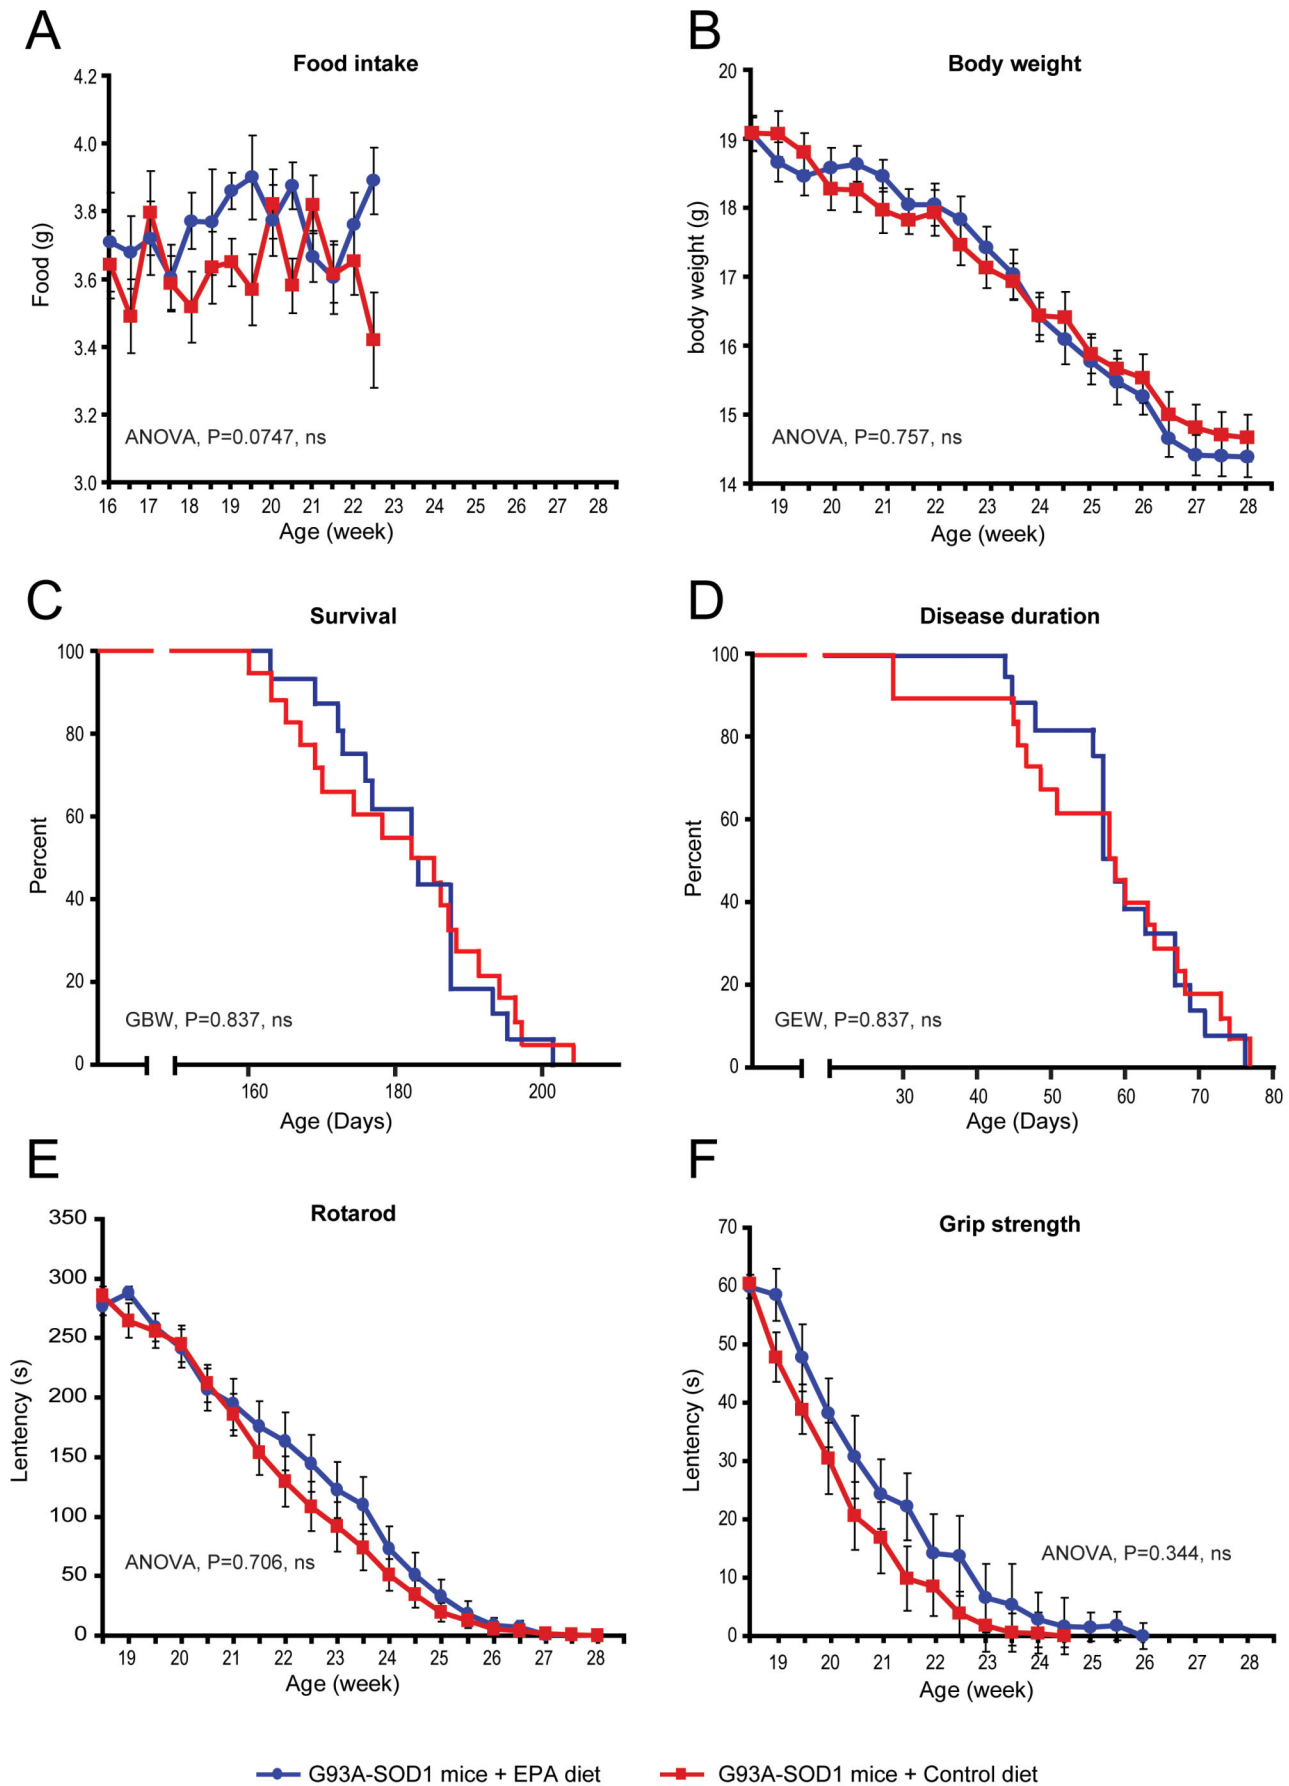 A
Food intake
4.2
4.0
3.8
3.6
3.4
3.2
3.0
Food (g)
ANOVA, P=0.0747, ns
16 17 18 19 20 21 22 23 24 25 26 27 28
Age (week)
B
Body weight
20
19
18
17
16
15
14
body weight (g)
ANOVA, P=0.757, ns
19 20 21 22 23 24 25 26 27 28
Age (week)
C
Survival
100
80
60
40
20
0
Percent
GBW, P=0.837, ns
160 180 200
Age (Days)
D
Disease duration
100
80
60
40
20
0
Percent
GEW, P=0.837, ns
30 40 50 60 70 80
Age (Days)
E
Rotarod
350
300
250
200
150
100
50
0
Lentency (s)
ANOVA, P=0.706, ns
19 20 21 22 23 24 25 26 27 28
Age (week)
F
Grip strength
70
60
50
40
30
20
10
0
Lentency (s)
ANOVA, P=0.344, ns
19 20 21 22 23 24 25 26 27 28
Age (week)
G93A-SOD1 mice + EPA diet
G93A-SOD1 mice + Control diet